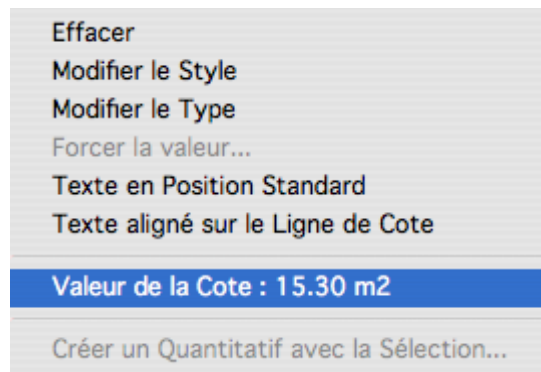 Effacer
Modifier le Style
Modifier le Type
Forcer la valeur...
Texte en Position Standard
Texte aligné sur le Ligne de Cote
Valeur de la Cote : 15.30 m2
Créer un Quantitatif avec la Sélection...